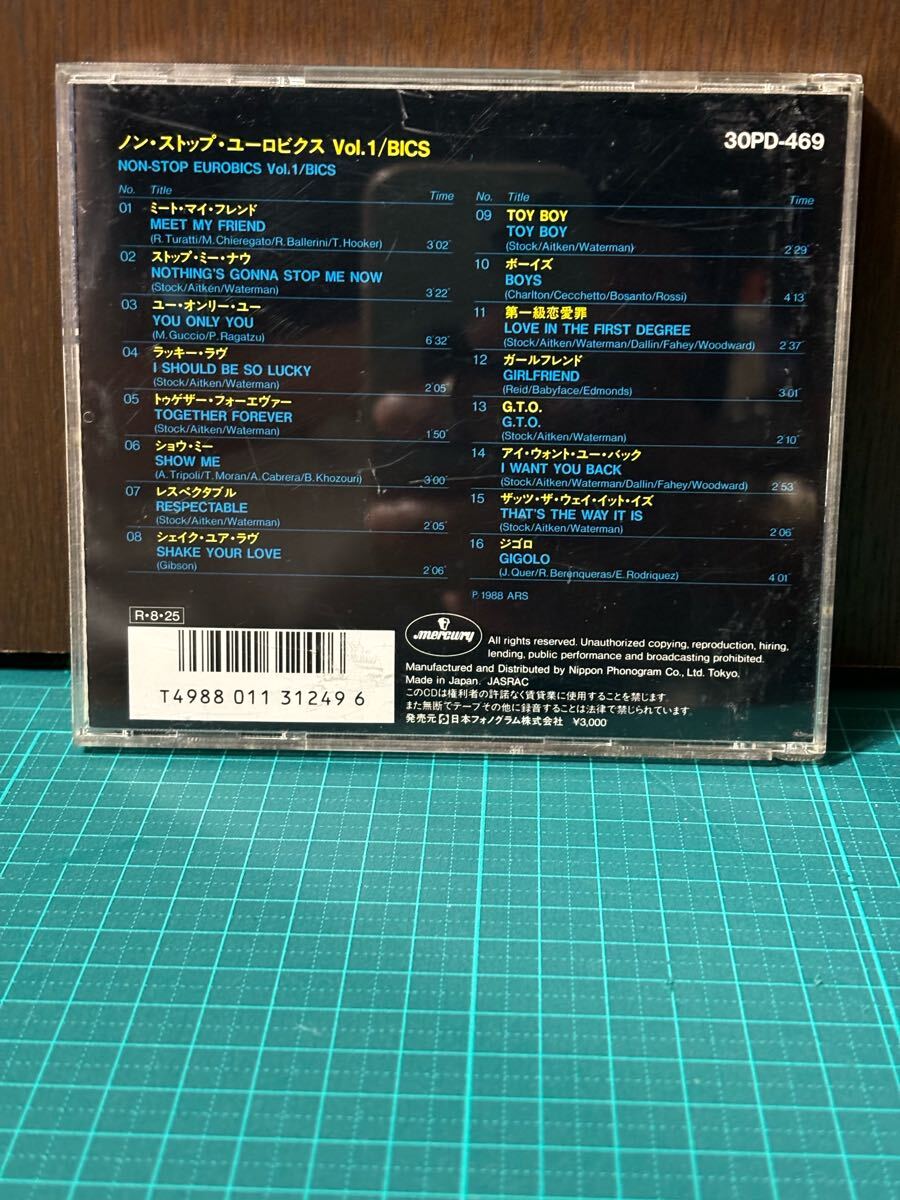 ノン・ストップ・ユーロビクス Vol.1/BICS
30PD-469
NON-STOP EUROBICS Vol.1/BICS
No. Title Time
01 ミート・マイ・フレンド
MEET MY FRIEND
(R. Turatti/M. Chieregato/R. Ballerini/T. Hooker) 3´02˝
02 ストップ・ミー・ナウ
NOTHING'S GONNA STOP ME NOW
(Stock/Aitken/Waterman) 3´22˝
03 ユー・オンリー・ユー
YOU ONLY YOU
(M. Guccio/P. Ragatzu) 6´32˝
04 ラッキー・ラヴ
I SHOULD BE SO LUCKY
(Stock/Aitken/Waterman) 2´05˝
05 トゥゲザー・フォーエヴァー
TOGETHER FOREVER
(Stock/Aitken/Waterman) 1´50˝
06 ショウ・ミー
SHOW ME
(A. Tripoli/T. Moran/A. Cabrera/B. Khozouri) 3´00˝
07 レスペクタブル
RESPECTABLE
(Stock/Aitken/Waterman) 2´05˝
08 シェイク・ユア・ラヴ
SHAKE YOUR LOVE
(Gibson) 2´06˝
No. Title Time
09 TOY BOY
TOY BOY
(Stock/Aitken/Waterman) 2´29˝
10 ボーイズ
BOYS
(Charlton/Cecchetto/Bosanto/Rossi) 4´13˝
11 第一級恋愛罪
LOVE IN THE FIRST DEGREE
(Stock/Aitken/Waterman/Dallin/Fahey/Woodward) 2´37˝
12 ガールフレンド
GIRLFRIEND
(Reid/Babyface/Edmonds) 3´01˝
13 G.T.O.
G.T.O.
(Stock/Aitken/Waterman) 2´10˝
14 アイ・ウォント・ユー・バック
I WANT YOU BACK
(Stock/Aitken/Waterman/Dallin/Fahey/Woodward) 2´53˝
15 ザッツ・ザ・ウェイ・イット・イズ
THAT'S THE WAY IT IS
(Stock/Aitken/Waterman) 2´06˝
16 ジゴロ
GIGOLO
(J. Quer/R. Berenqueras/E. Rodriquez) 4´01˝
P 1988 ARS
R・8・25
T4988 011 31249 6
mercury
All rights reserved. Unauthorized copying, reproduction, hiring,
lending, public performance and broadcasting prohibited.
Manufactured and Distributed by Nippon Phonogram Co., Ltd. Tokyo.
Made in Japan. JASRAC
このCDは権利者の許諾なく賃貸業に使用することを禁じます。
また無断でテープその他に録音することは法律で禁じられています
発売元 日本フォノグラム株式会社 ¥3,000